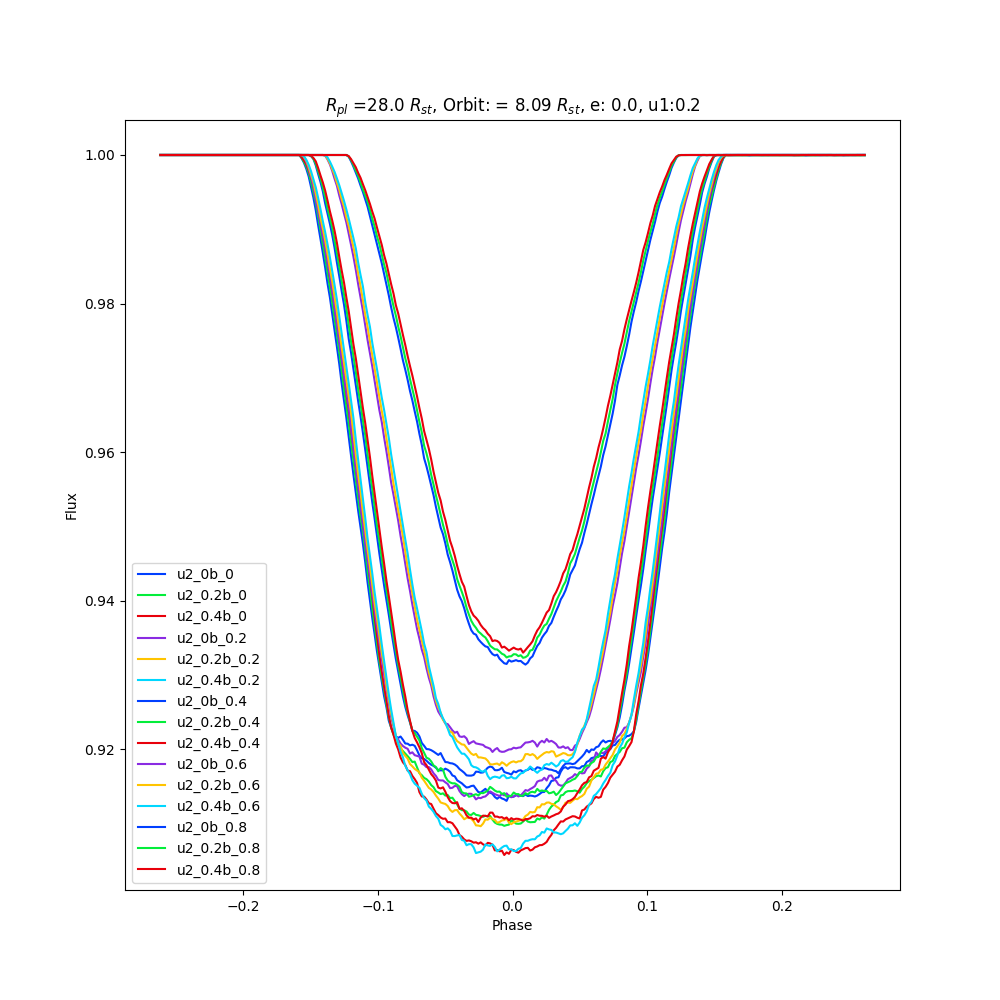 R_pl =28.0 R_st, Orbit: = 8.09 R_st, e: 0.0, u1:0.2
1.00
0.98
0.96
0.94
0.92
Flux
u2_0b_0
u2_0.2b_0
u2_0.4b_0
u2_0b_0.2
u2_0.2b_0.2
u2_0.4b_0.2
u2_0b_0.4
u2_0.2b_0.4
u2_0.4b_0.4
u2_0b_0.6
u2_0.2b_0.6
u2_0.4b_0.6
u2_0b_0.8
u2_0.2b_0.8
u2_0.4b_0.8
−0.2 −0.1 0.0 0.1 0.2
Phase